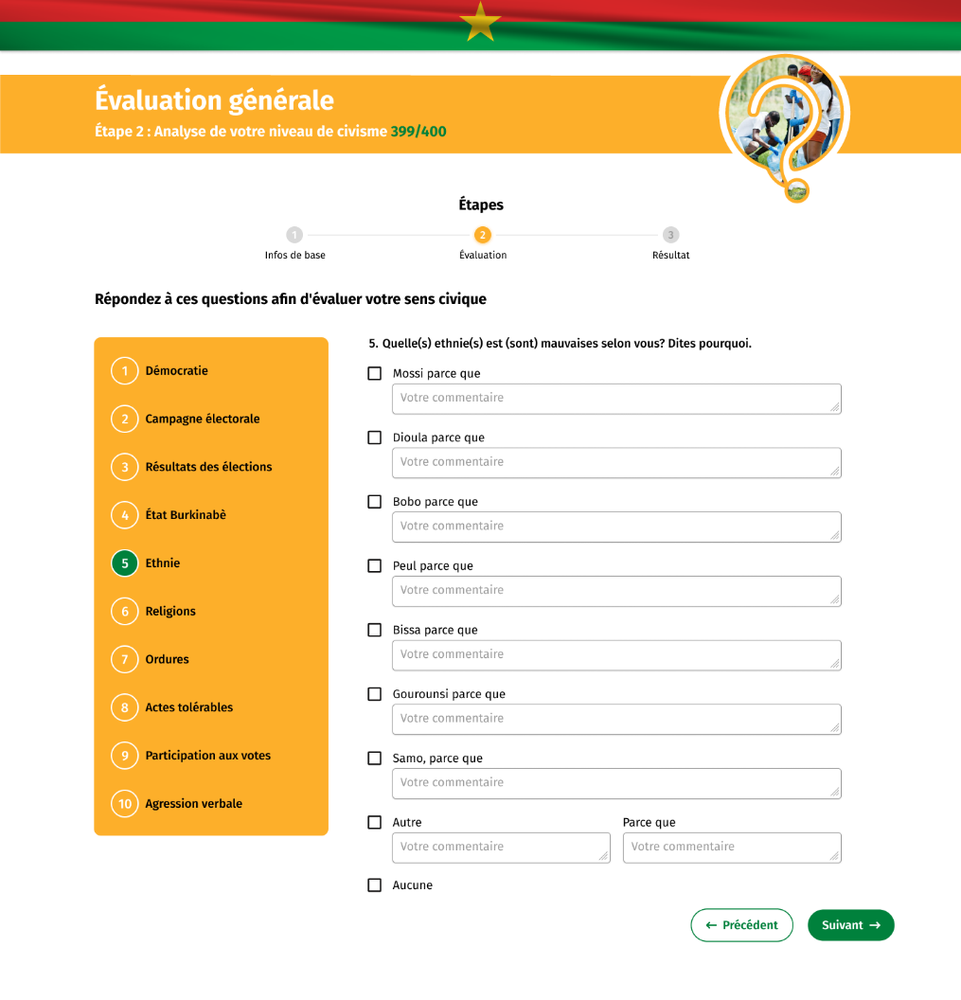 Évaluation générale
Étape 2 : Analyse de votre niveau de civisme 399/400
Étapes
1
2
3
Infos de base
Évaluation
Résultat
Répondez à ces questions afin d'évaluer votre sens civique
1 Démocratie
2 Campagne électorale
3 Résultats des élections
4 État Burkinabè
5 Ethnie
6 Religions
7 Ordures
8 Actes tolérables
9 Participation aux votes
10 Agression verbale
5. Quelle(s) ethnie(s) est (sont) mauvaises selon vous? Dites pourquoi.
Mossi parce que
Votre commentaire
Dioula parce que
Votre commentaire
Bobo parce que
Votre commentaire
Peul parce que
Votre commentaire
Bissa parce que
Votre commentaire
Gourounsi parce que
Votre commentaire
Samo, parce que
Votre commentaire
Autre
Parce que
Votre commentaire
Votre commentaire
Aucune
← Précédent
Suivant →